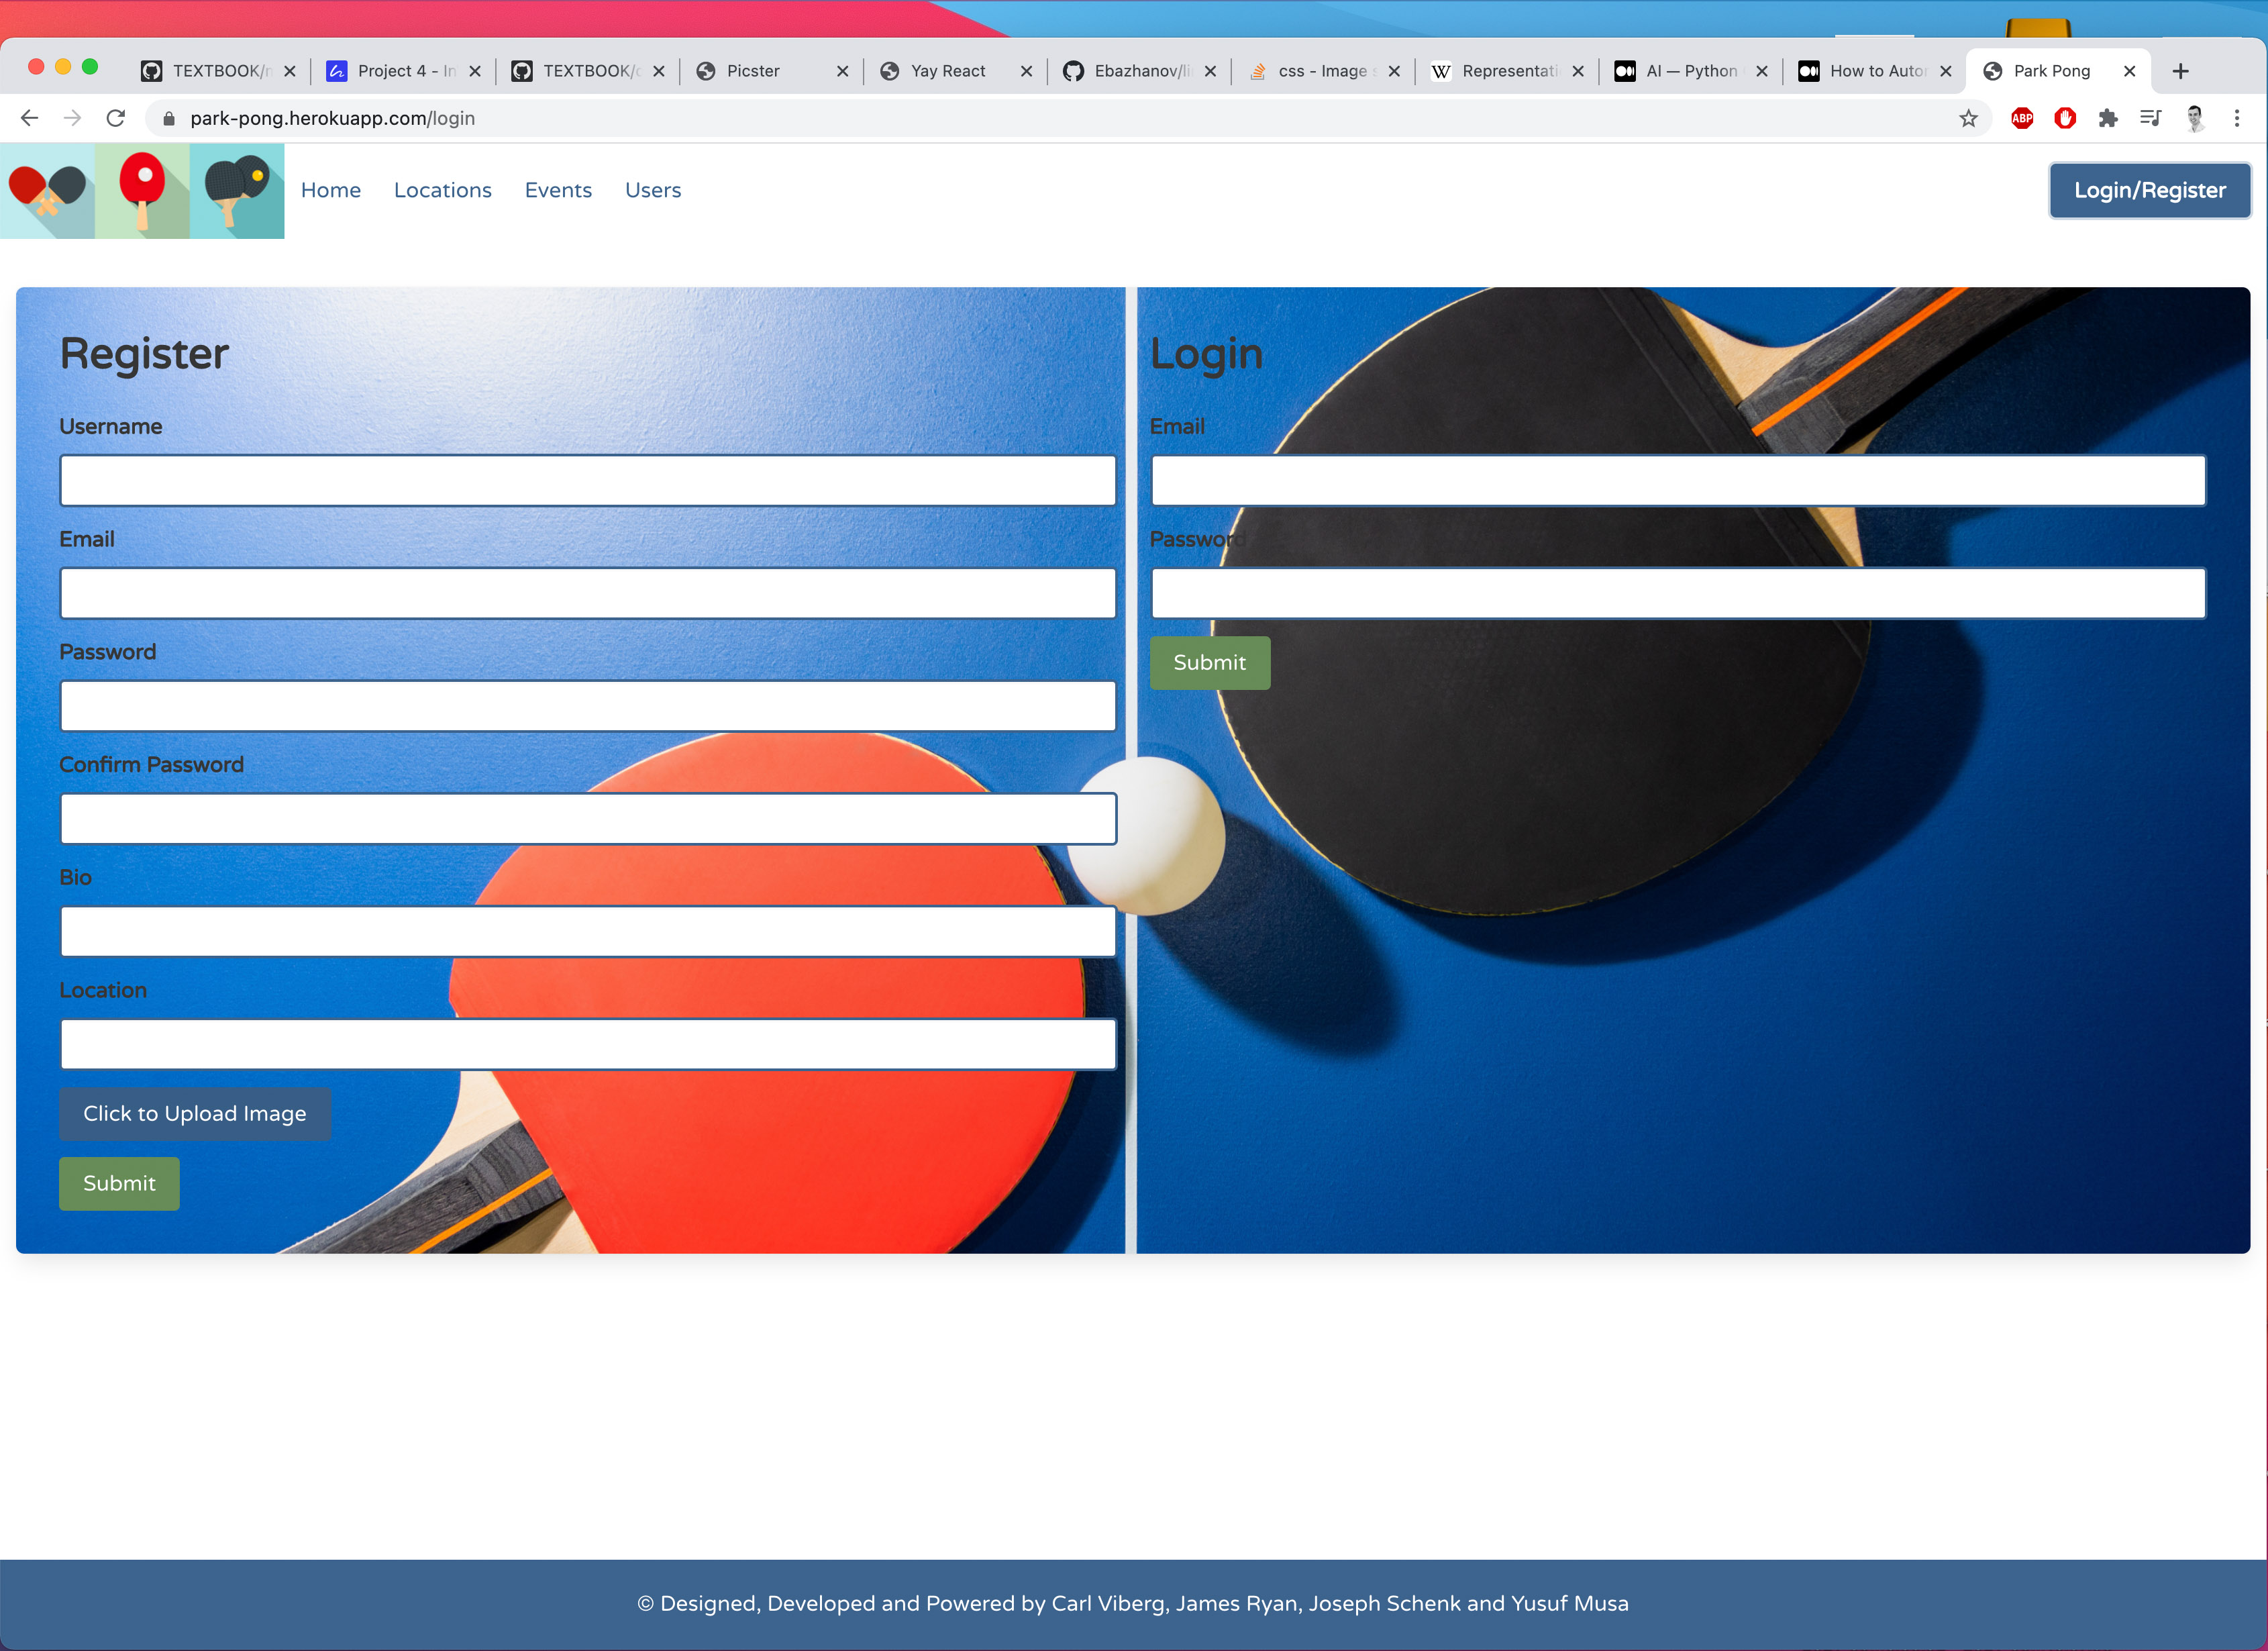 TEXTBOOK/
Project 4 - In
TEXTBOOK/
Picster
Yay React
Ebazhanov/li
css - Image s
Representati
AI — Python
How to Autor
Park Pong
park-pong.herokuapp.com/login
ABP
Home
Locations
Events
Users
Login/Register
Register
Username
Email
Password
Confirm Password
Bio
Location
Click to Upload Image
Submit
Login
Email
Password
Submit
© Designed, Developed and Powered by Carl Viberg, James Ryan, Joseph Schenk and Yusuf Musa